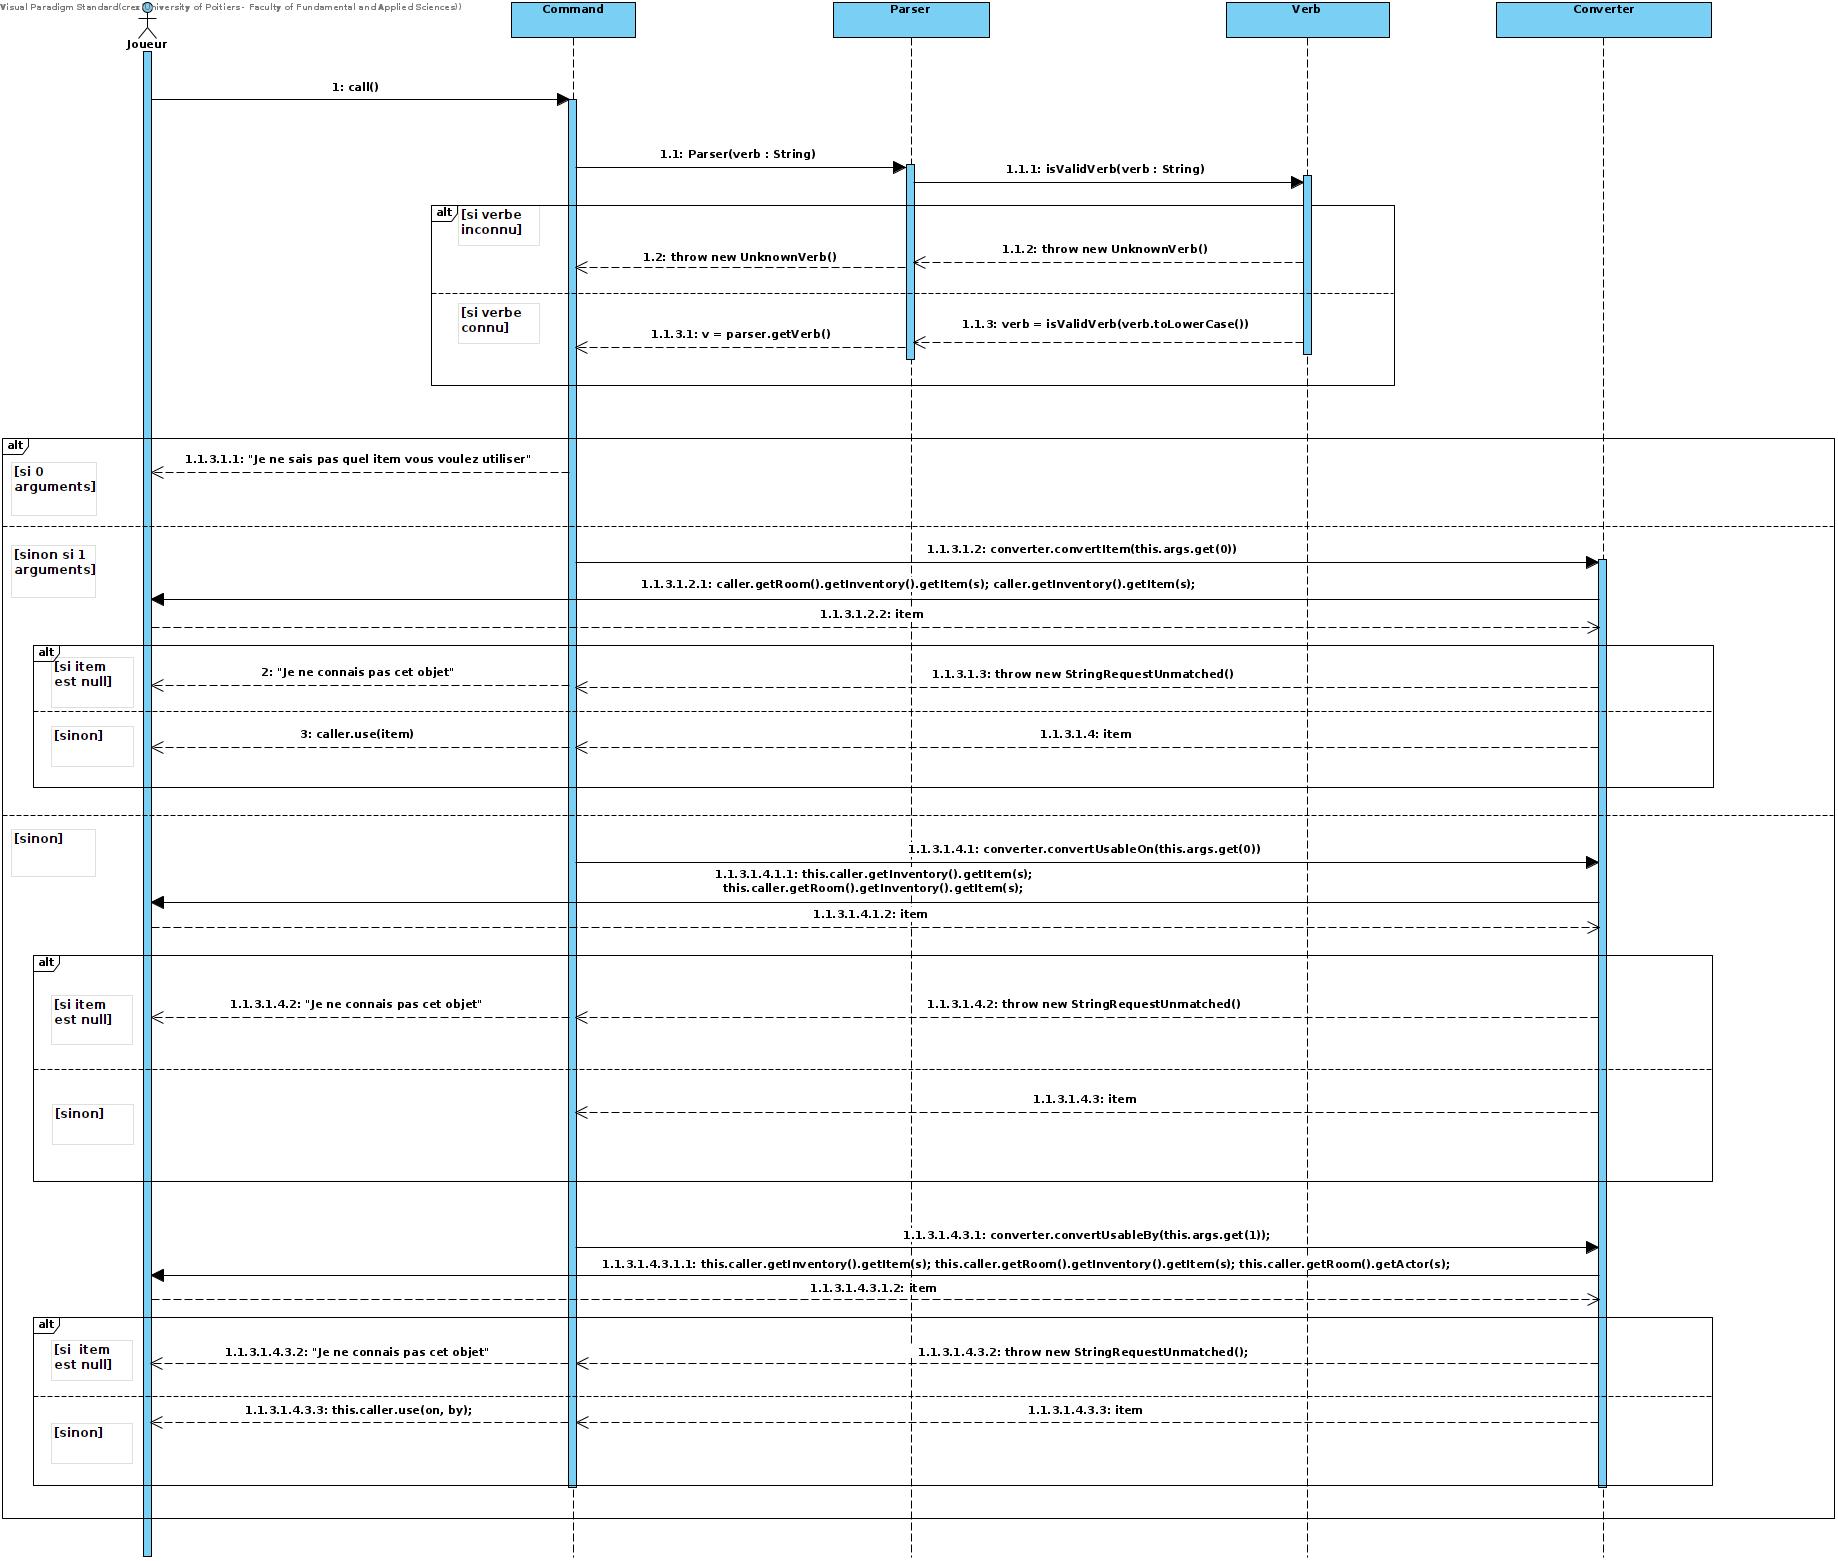 Visual Paradigm Standard(cres(University of Poitiers - Faculty of Fundamental and Applied Sciences))
Joueur
Command
Parser
Verb
Converter
1: call()
1.1: Parser(verb : String)
1.1.1: isValidVerb(verb : String)
alt
[si verbe
inconnu]
1.2: throw new UnknownVerb()
1.1.2: throw new UnknownVerb()
[si verbe
connu]
1.1.3.1: v = parser.getVerb()
1.1.3: verb = isValidVerb(verb.toLowerCase())
alt
[si 0
arguments]
1.1.3.1.1: "Je ne sais pas quel item vous voulez utiliser"
[sinon si 1
arguments]
1.1.3.1.2: converter.convertItem(this.args.get(0))
1.1.3.1.2.1: caller.getRoom().getInventory().getItem(s); caller.getInventory().getItem(s);
1.1.3.1.2.2: item
alt
[si item
est null]
2: "Je ne connais pas cet objet"
1.1.3.1.3: throw new StringRequestUnmatched()
[sinon]
3: caller.use(item)
1.1.3.1.4: item
[sinon]
1.1.3.1.4.1: converter.convertUsableOn(this.args.get(0))
1.1.3.1.4.1.1: this.caller.getInventory().getItem(s);
this.caller.getRoom().getInventory().getItem(s);
1.1.3.1.4.1.2: item
alt
[si item
est null]
1.1.3.1.4.2: "Je ne connais pas cet objet"
1.1.3.1.4.2: throw new StringRequestUnmatched()
[sinon]
1.1.3.1.4.3: item
1.1.3.1.4.3.1: converter.convertUsableBy(this.args.get(1));
1.1.3.1.4.3.1.1: this.caller.getInventory().getItem(s); this.caller.getRoom().getInventory().getItem(s); this.caller.getRoom().getActor(s);
1.1.3.1.4.3.1.2: item
alt
[si  item
est null]
1.1.3.1.4.3.2: "Je ne connais pas cet objet"
1.1.3.1.4.3.2: throw new StringRequestUnmatched();
[sinon]
1.1.3.1.4.3.3: this.caller.use(on, by);
1.1.3.1.4.3.3: item